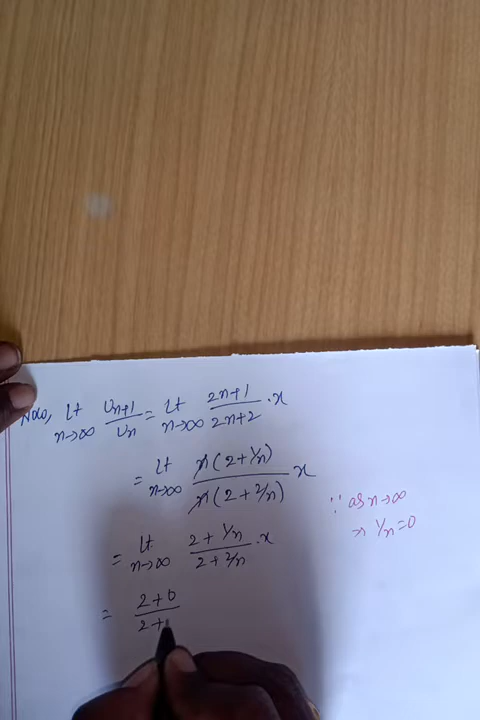 Now, Lt n→∞ Un+1/Un = Lt n→∞ 2n+1/2n+2 · x
= Lt n→∞ n(2+1/n)/n(2+2/n) x
∵ as n→∞
⇒ 1/n=0
= Lt n→∞ 2+1/n/2+2/n · x
= 2+0/2+